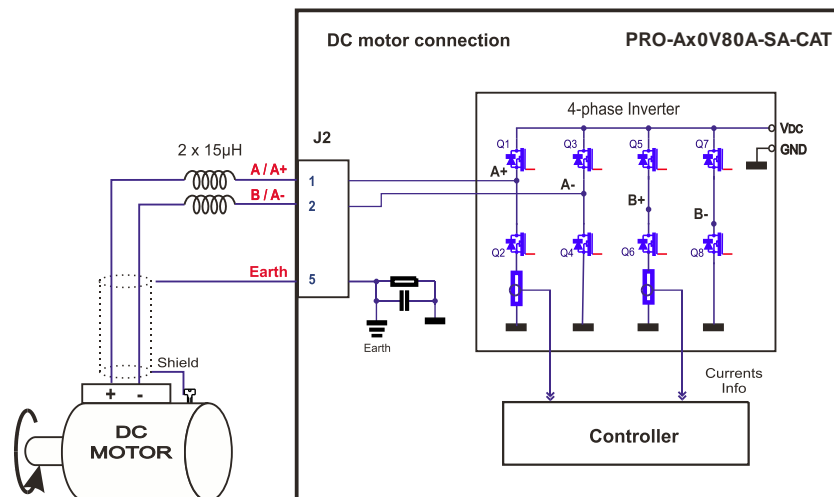 DC motor connection
PRO-Ax0V80A-SA-CAT
4-phase Inverter
J2
VDC
GND
Q1
Q3
Q5
Q7
2 x 15µH
A / A+
1
A+
B / A-
2
A-
B+
B-
Q2
Q4
Q6
Q8
Earth
5
Earth
Shield
Currents
Info
+ -
DC
MOTOR
Controller